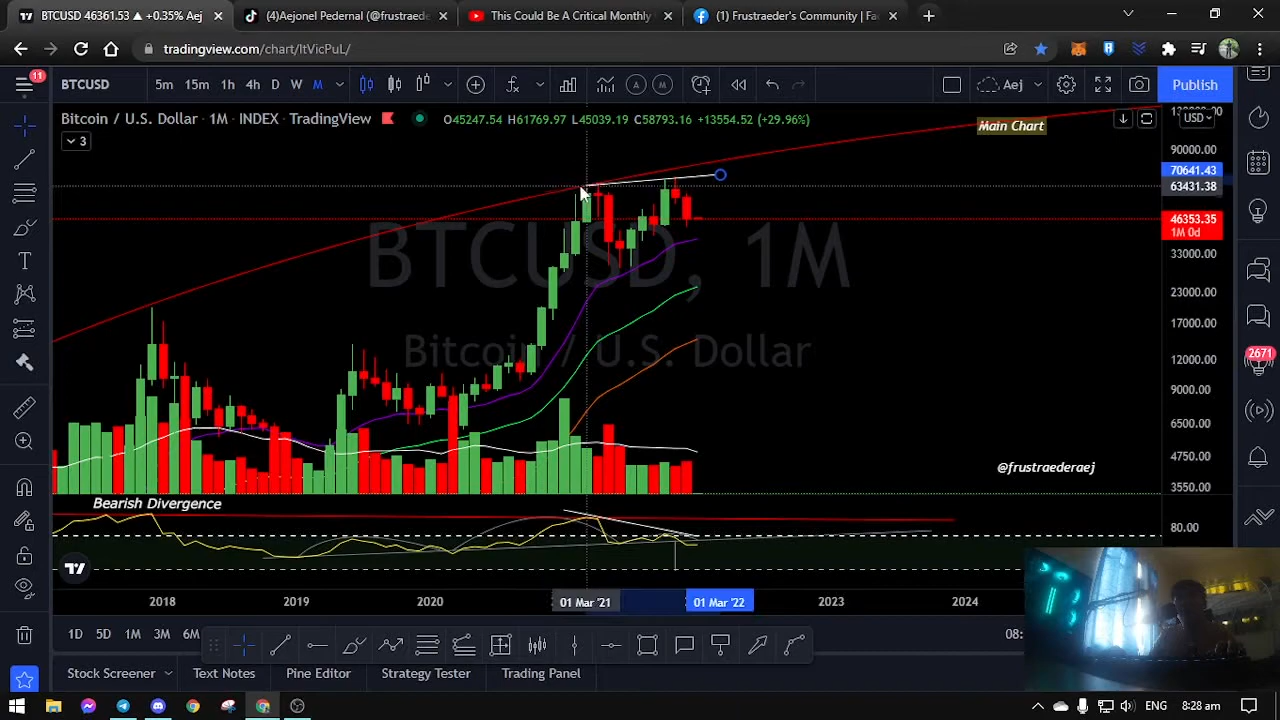 BTCUSD 46361.53 ▲ +0.35% Aej
(4)Aejonel Pedernal (@frustraede
This Could Be A Critical Monthly
(1) Frustraeder's Community | Fac
tradingview.com/chart/ItVicPuL/
11
BTCUSD
5m 15m 1h 4h D W M
Aej
Publish
Bitcoin / U.S. Dollar · 1M · INDEX · TradingView
O45247.54 H61769.97 L45039.19 C58793.16 +13554.52 (+29.96%)
Main Chart
USD
3
90000.00
70641.43
63431.38
46353.35
1M 0d
33000.00
23000.00
17000.00
12000.00
9000.00
6500.00
4750.00
3550.00
80.00
BTCUSD, 1M
Bitcoin / U.S. Dollar
@frustraederaej
2671
Bearish Divergence
2018 2019 2020 01 Mar '21 01 Mar '22 2023 2024
1D 5D 1M 3M 6M
08:
Stock Screener Text Notes Pine Editor Strategy Tester Trading Panel
ENG 8:28 am